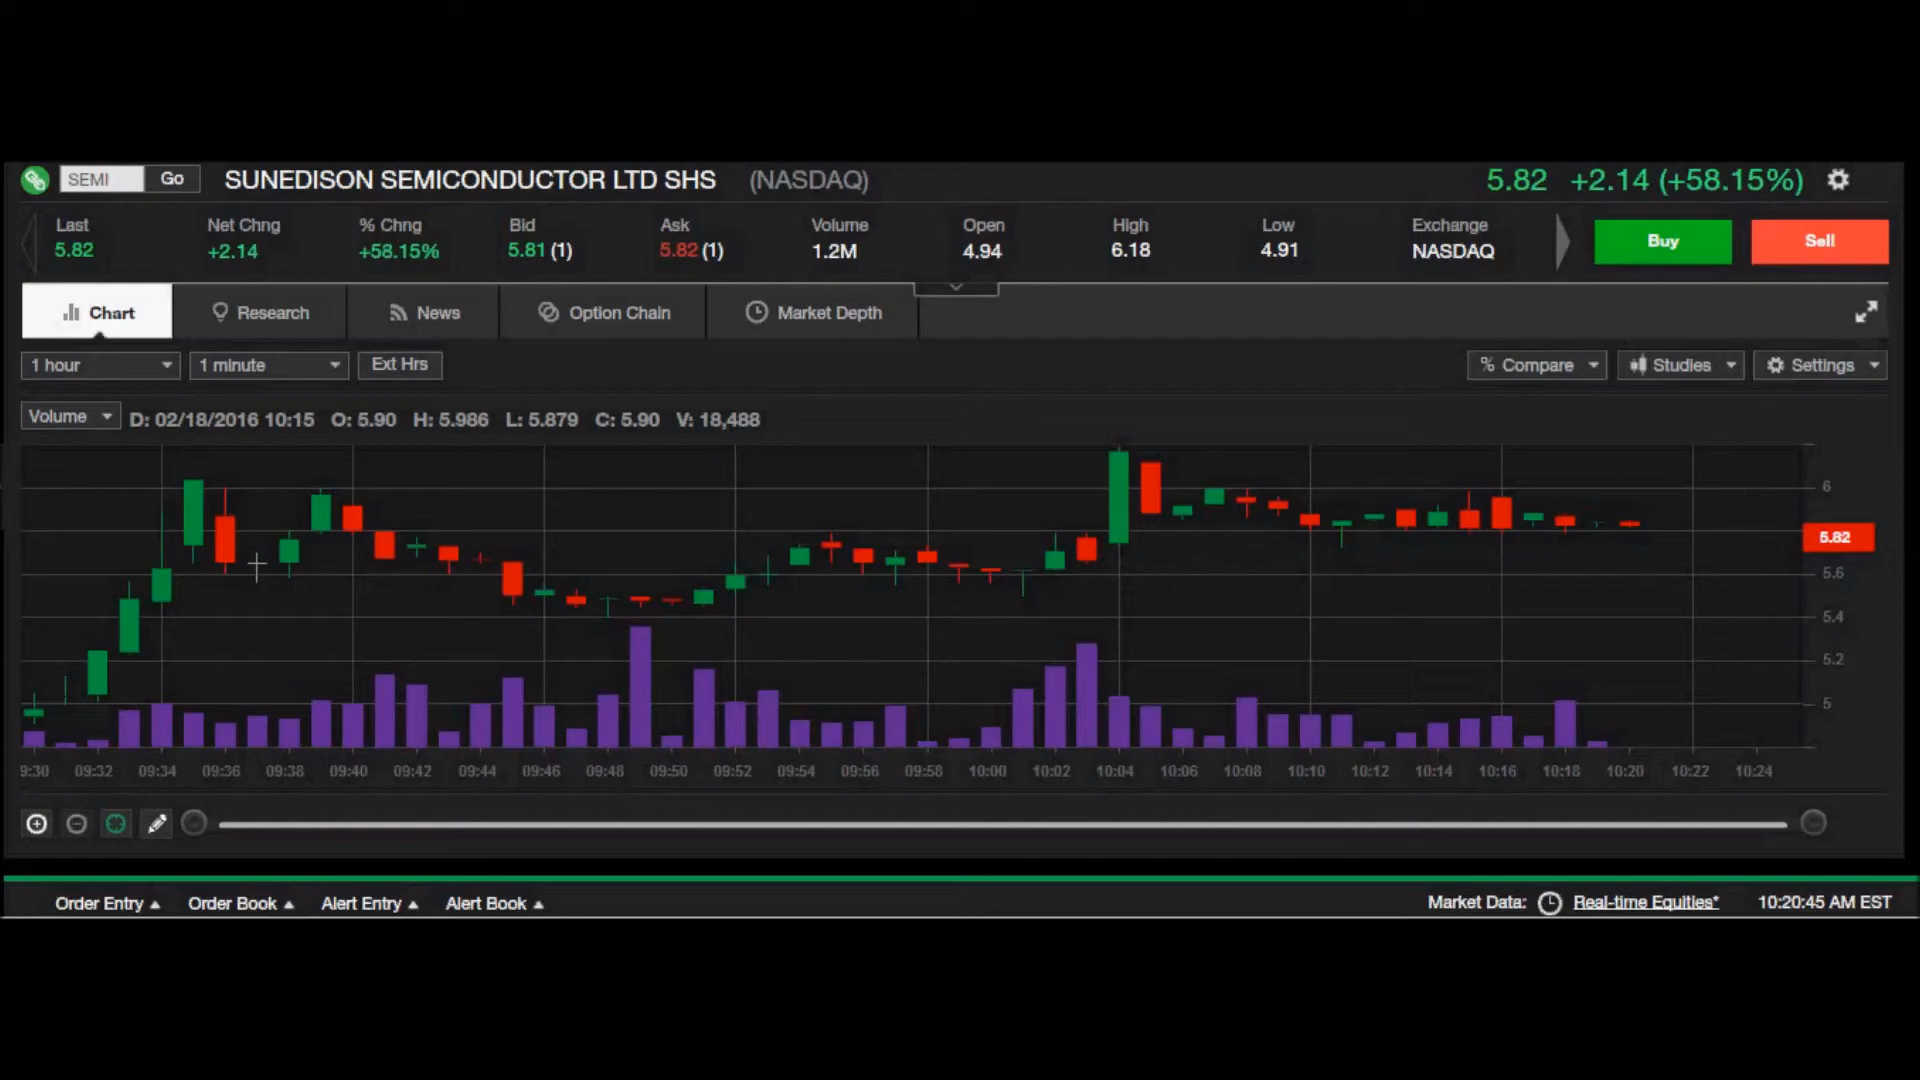 SEMI Go SUNEDISON SEMICONDUCTOR LTD SHS (NASDAQ) 5.82 +2.14 (+58.15%)
Last Net Chng % Chng Bid Ask Volume Open High Low Exchange
5.82 +2.14 +58.15% 5.81 (1) 5.82 (1) 1.2M 4.94 6.18 4.91 NASDAQ Buy Sell
Chart Research News Option Chain Market Depth
1 hour 1 minute Ext Hrs % Compare Studies Settings
Volume D: 02/18/2016 10:15 O: 5.90 H: 5.986 L: 5.879 C: 5.90 V: 18,488
6
5.82
5.6
5.4
5.2
5
9:30 09:32 09:34 09:36 09:38 09:40 09:42 09:44 09:46 09:48 09:50 09:52 09:54 09:56 09:58 10:00 10:02 10:04 10:06 10:08 10:10 10:12 10:14 10:16 10:18 10:20 10:22 10:24
Order Entry Order Book Alert Entry Alert Book Market Data: Real-time Equities* 10:20:45 AM EST